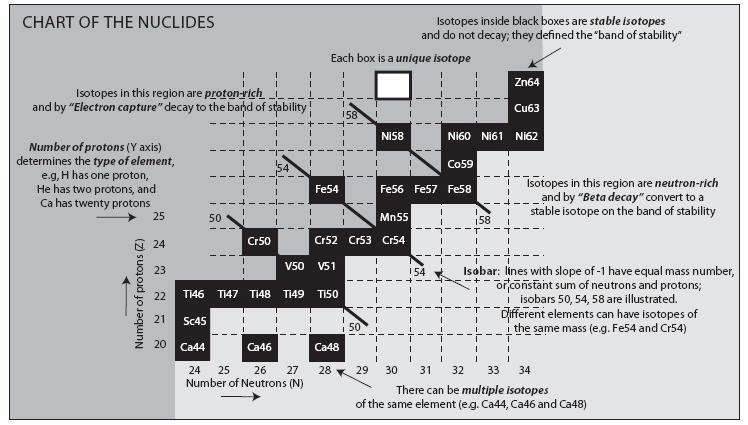 CHART OF THE NUCLIDES
Isotopes inside black boxes are stable isotopes
and do not decay; they defined the "band of stability"
Each box is a unique isotope
Isotopes in this region are proton-rich
and by "Electron capture" decay to the band of stability
Number of protons (Y axis)
determines the type of element,
e.g, H has one proton,
He has two protons, and
Ca has twenty protons
Zn64
Cu63
58
Ni58
Ni60
Ni61
Ni62
Co59
54
Fe54
Fe56
Fe57
Fe58
Isotopes in this region are neutron-rich
and by "Beta decay" convert to a
stable isotope on the band of stability
25
50
Mn55
58
24
Cr50
Cr52
Cr53
Cr54
23
V50
V51
54
Isobar: lines with slope of -1 have equal mass number,
or constant sum of neutrons and protons;
isobars 50, 54, 58 are illustrated.
Different elements can have isotopes of
the same mass (e.g. Fe54 and Cr54)
22
Ti46
Ti47
Ti48
Ti49
Ti50
21
Sc45
50
20
Ca44
Ca46
Ca48
Number of protons (Z)
24 25 26 27 28 29 30 31 32 33 34
Number of Neutrons (N)
There can be multiple isotopes
of the same element (e.g. Ca44, Ca46 and Ca48)